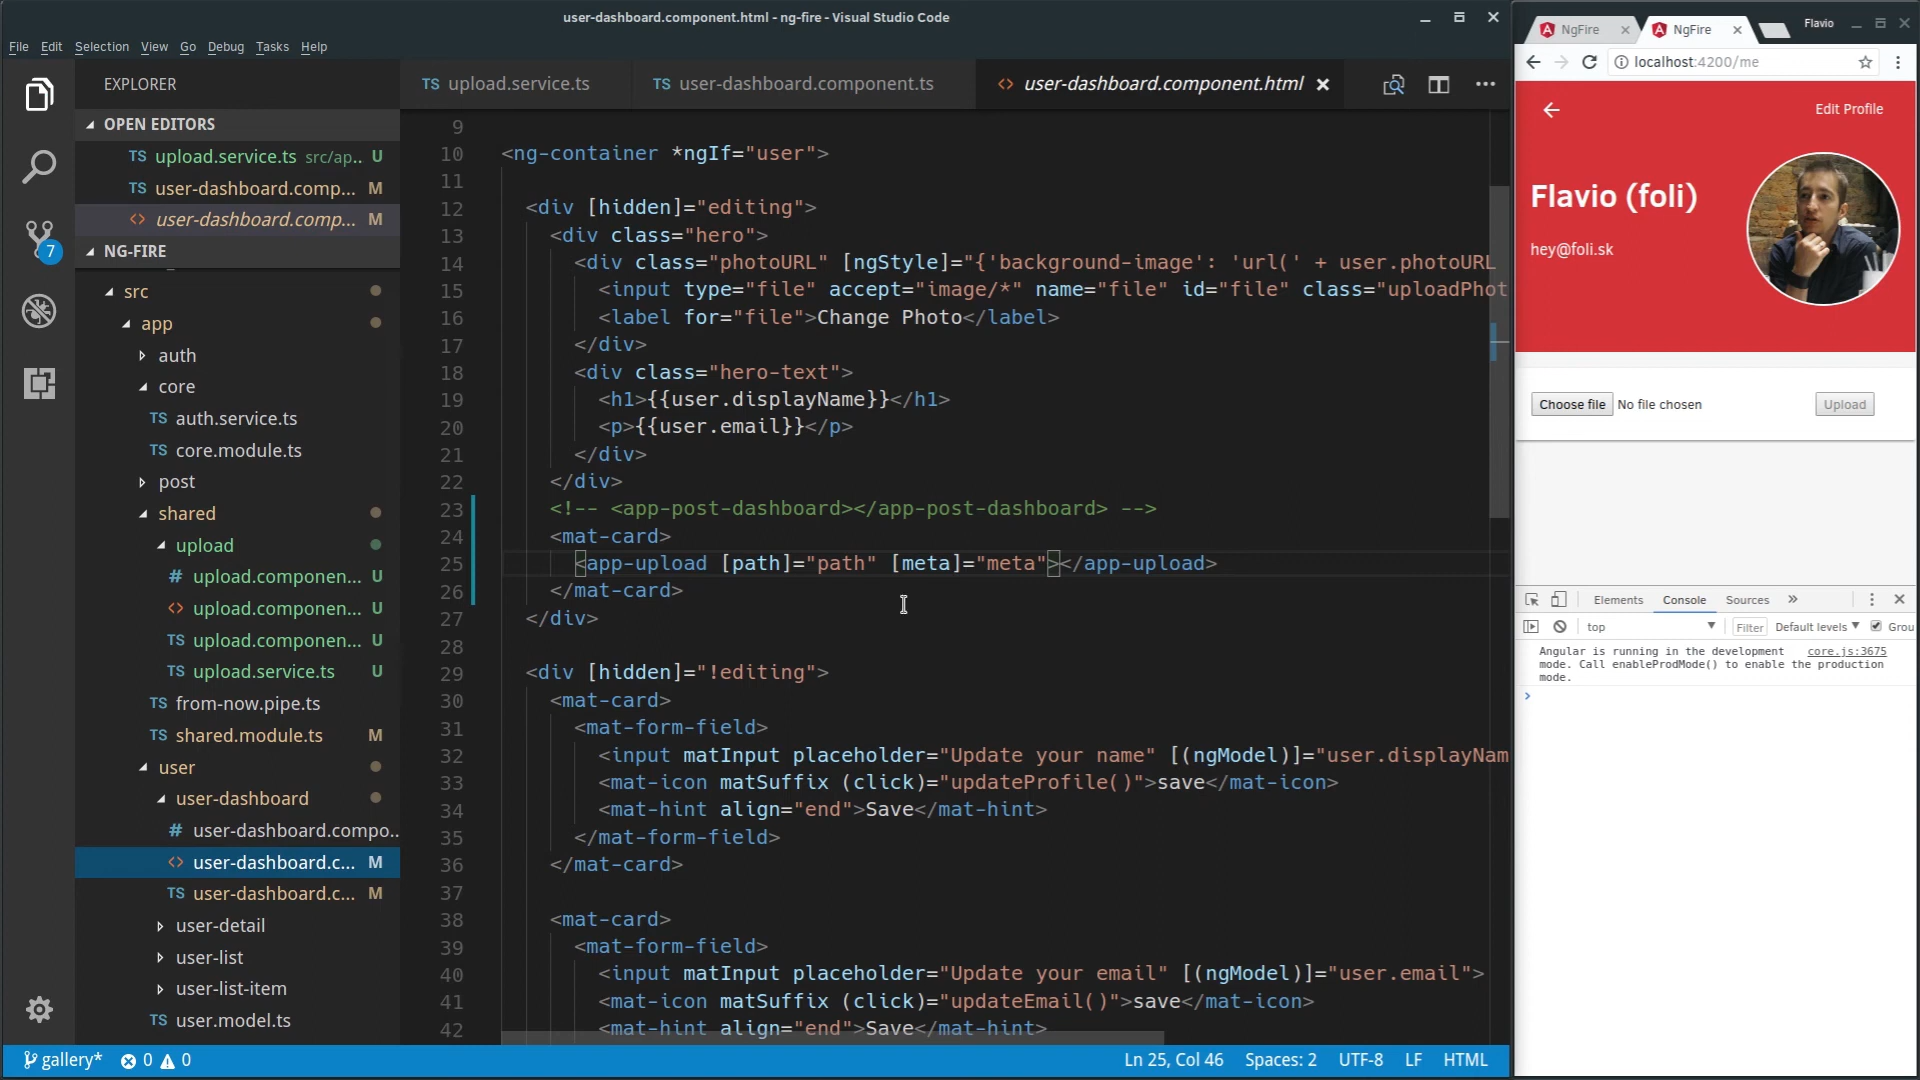 user-dashboard.component.html - ng-fire - Visual Studio Code
File Edit Selection View Go Debug Tasks Help
EXPLORER
OPEN EDITORS
TS upload.service.ts src/ap.. U
TS user-dashboard.comp... M
<> user-dashboard.comp... M
NG-FIRE
src
app
auth
core
TS auth.service.ts
TS core.module.ts
post
shared
upload
# upload.componen... U
<> upload.componen... U
TS upload.componen... U
TS upload.service.ts U
TS from-now.pipe.ts
TS shared.module.ts M
user
user-dashboard
# user-dashboard.compo..
<> user-dashboard.c... M
TS user-dashboard.c... M
user-detail
user-list
user-list-item
TS user.model.ts
7
TS upload.service.ts TS user-dashboard.component.ts <> user-dashboard.component.html
9
10 <ng-container *ngIf="user">
11
12 <div [hidden]="editing">
13 <div class="hero">
14 <div class="photoURL" [ngStyle]="{'background-image': 'url(' + user.photoURL
15 <input type="file" accept="image/*" name="file" id="file" class="uploadPhot
16 <label for="file">Change Photo</label>
17 </div>
18 <div class="hero-text">
19 <h1>{{user.displayName}}</h1>
20 <p>{{user.email}}</p>
21 </div>
22 </div>
23 <!-- <app-post-dashboard></app-post-dashboard> -->
24 <mat-card>
25 <app-upload [path]="path" [meta]="meta"></app-upload>
26 </mat-card>
27 </div>
28
29 <div [hidden]="!editing">
30 <mat-card>
31 <mat-form-field>
32 <input matInput placeholder="Update your name" [(ngModel)]="user.displayNam
33 <mat-icon matSuffix (click)="updateProfile()">save</mat-icon>
34 <mat-hint align="end">Save</mat-hint>
35 </mat-form-field>
36 </mat-card>
37
38 <mat-card>
39 <mat-form-field>
40 <input matInput placeholder="Update your email" [(ngModel)]="user.email">
41 <mat-icon matSuffix (click)="updateEmail()">save</mat-icon>
42 <mat-hint align="end">Save</mat-hint>
gallery* 0 0
Ln 25, Col 46 Spaces: 2 UTF-8 LF HTML
NgFire NgFire Flavio
localhost:4200/me
Edit Profile
Flavio (foli)
hey@foli.sk
Choose file No file chosen Upload
Elements Console Sources »
top Filter Default levels Grou
Angular is running in the development core.js:3675
mode. Call enableProdMode() to enable the production
mode.